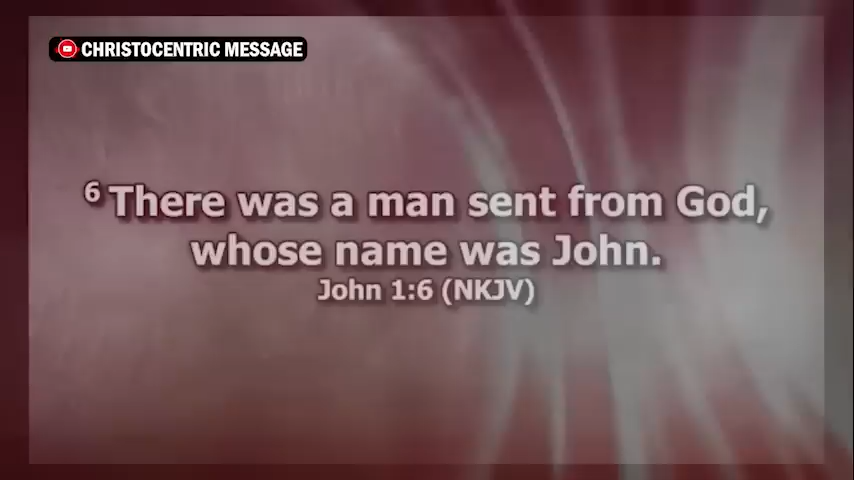 CHRISTOCENTRIC MESSAGE
6 There was a man sent from God,
whose name was John.
John 1:6 (NKJV)